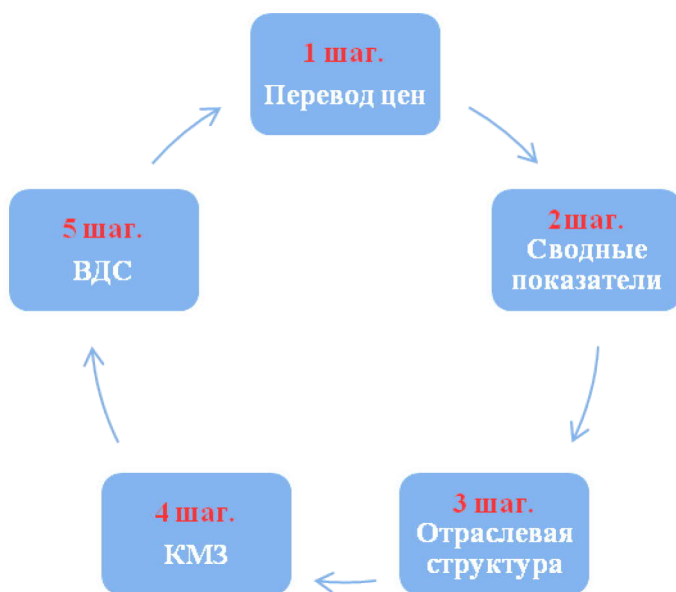 1 шаг.
Перевод цен
2шаг.
Сводные
показатели
3 шаг.
Отраслевая
структура
4 шаг.
КМЗ
5 шаг.
ВДС